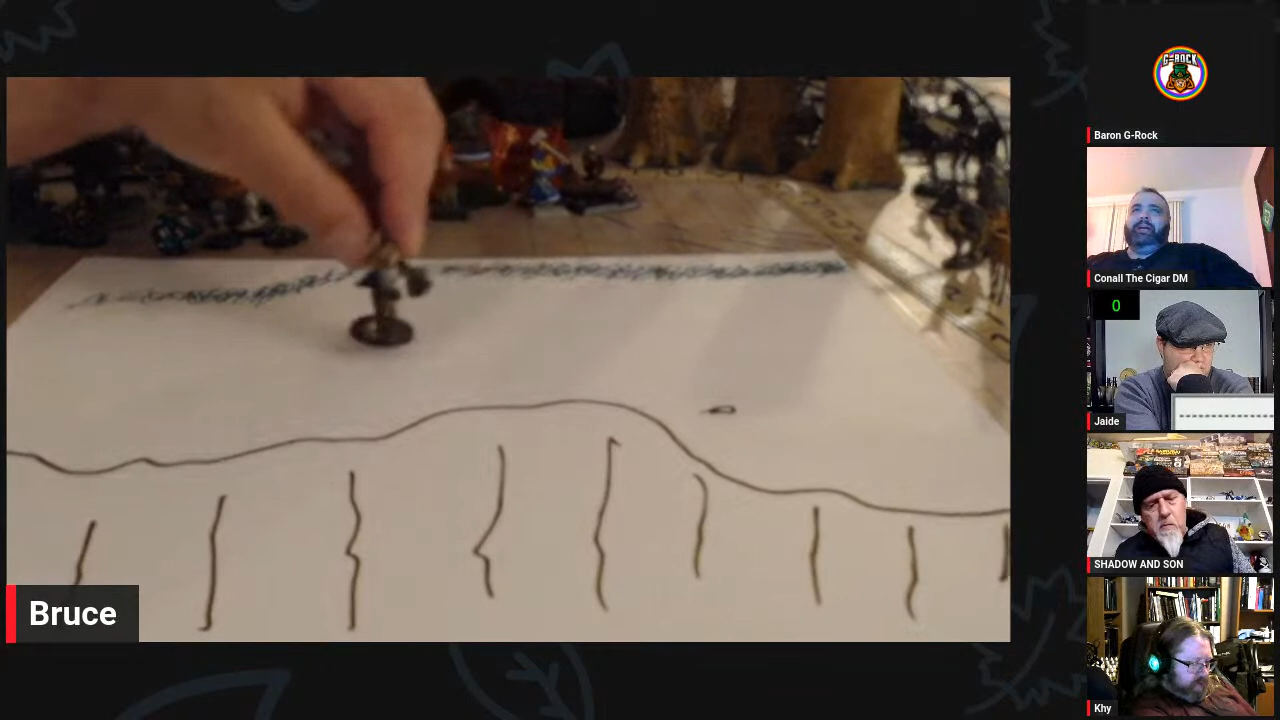 G-ROCK
Baron G-Rock
Conall The Cigar DM
0
Jaide
SHADOW AND SON
Bruce
Khy